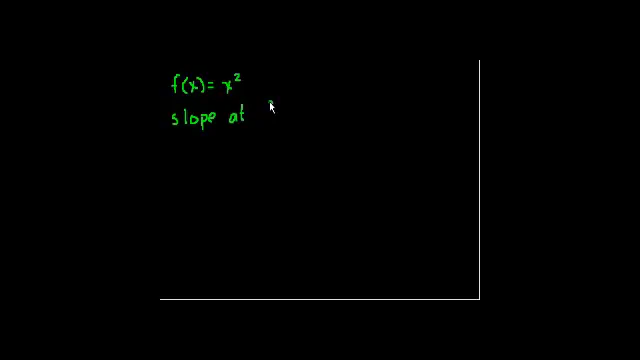 f(x) = x²
slope at